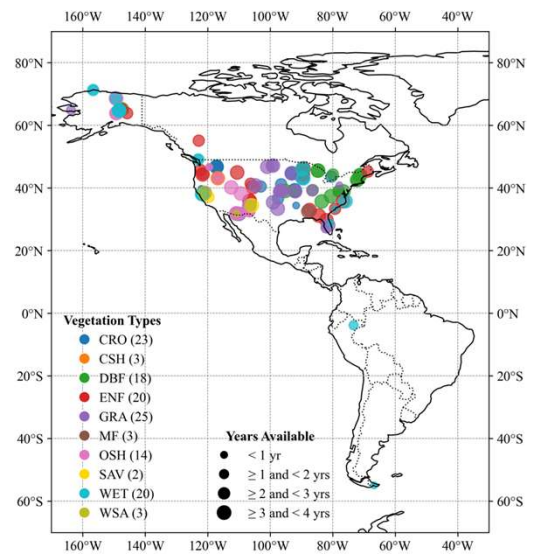 160°W 140°W 120°W 100°W 80°W 60°W 40°W
80°N 80°N
60°N 60°N
40°N 40°N
20°N 20°N
0°N 0°N
20°S 20°S
40°S 40°S
60°S 60°S
Vegetation Types
CRO (23)
CSH (3)
DBF (18)
ENF (20)
GRA (25)
MF (3)
OSH (14)
SAV (2)
WET (20)
WSA (3)
Years Available
< 1 yr
≥ 1 and < 2 yrs
≥ 2 and < 3 yrs
≥ 3 and < 4 yrs
160°W 140°W 120°W 100°W 80°W 60°W 40°W